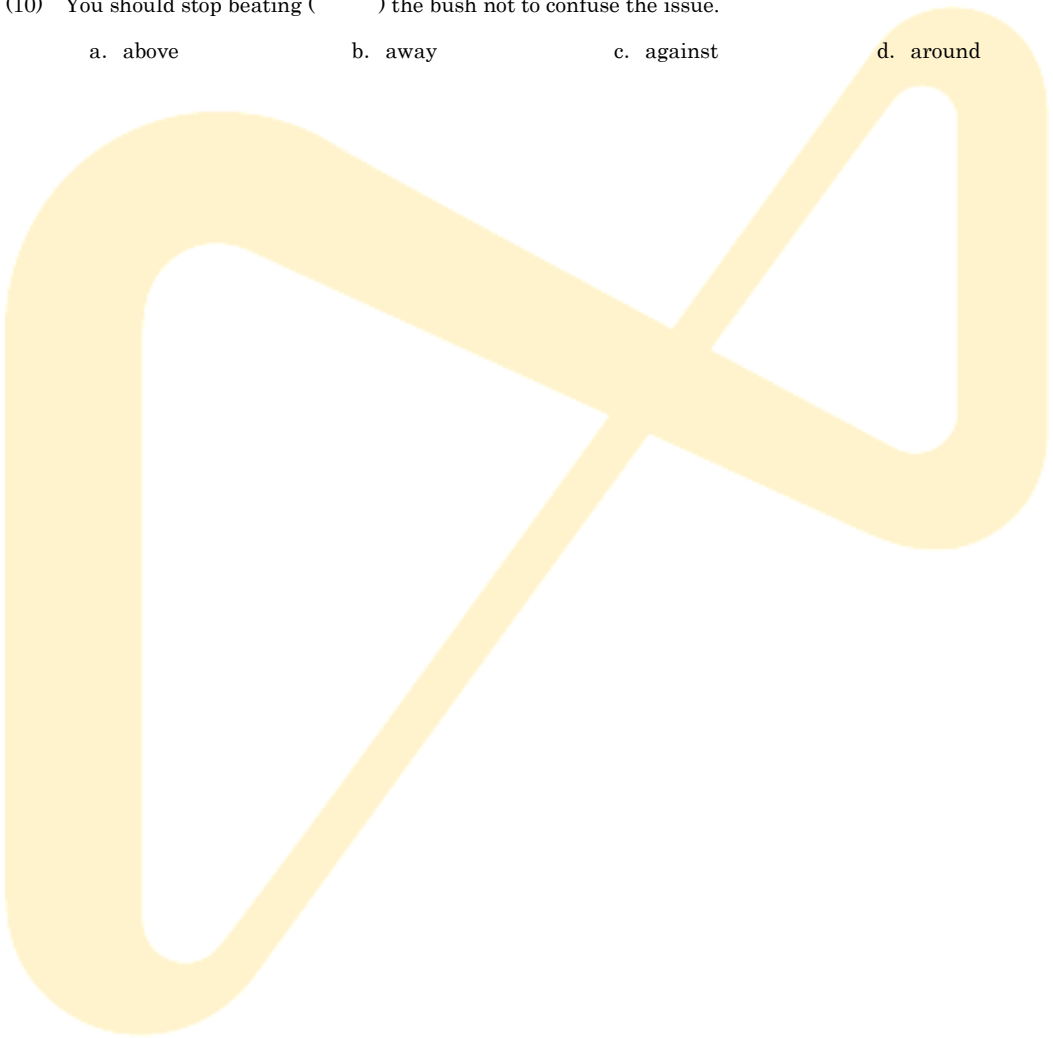 (10) You should stop beating ( ) the bush not to confuse the issue.
a. above b. away c. against d. around